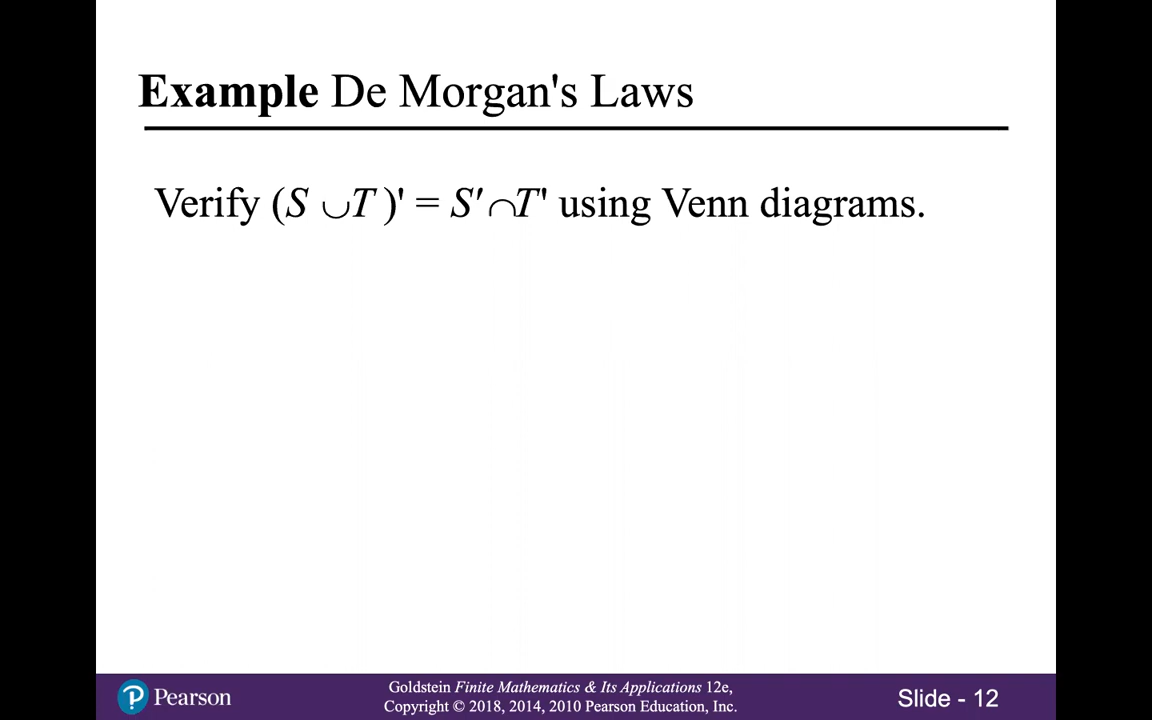 Example De Morgan's Laws
Verify (S ∪T )' = S′∩T' using Venn diagrams.
Pearson
Goldstein Finite Mathematics & Its Applications 12e,
Copyright © 2018, 2014, 2010 Pearson Education, Inc.
Slide - 12